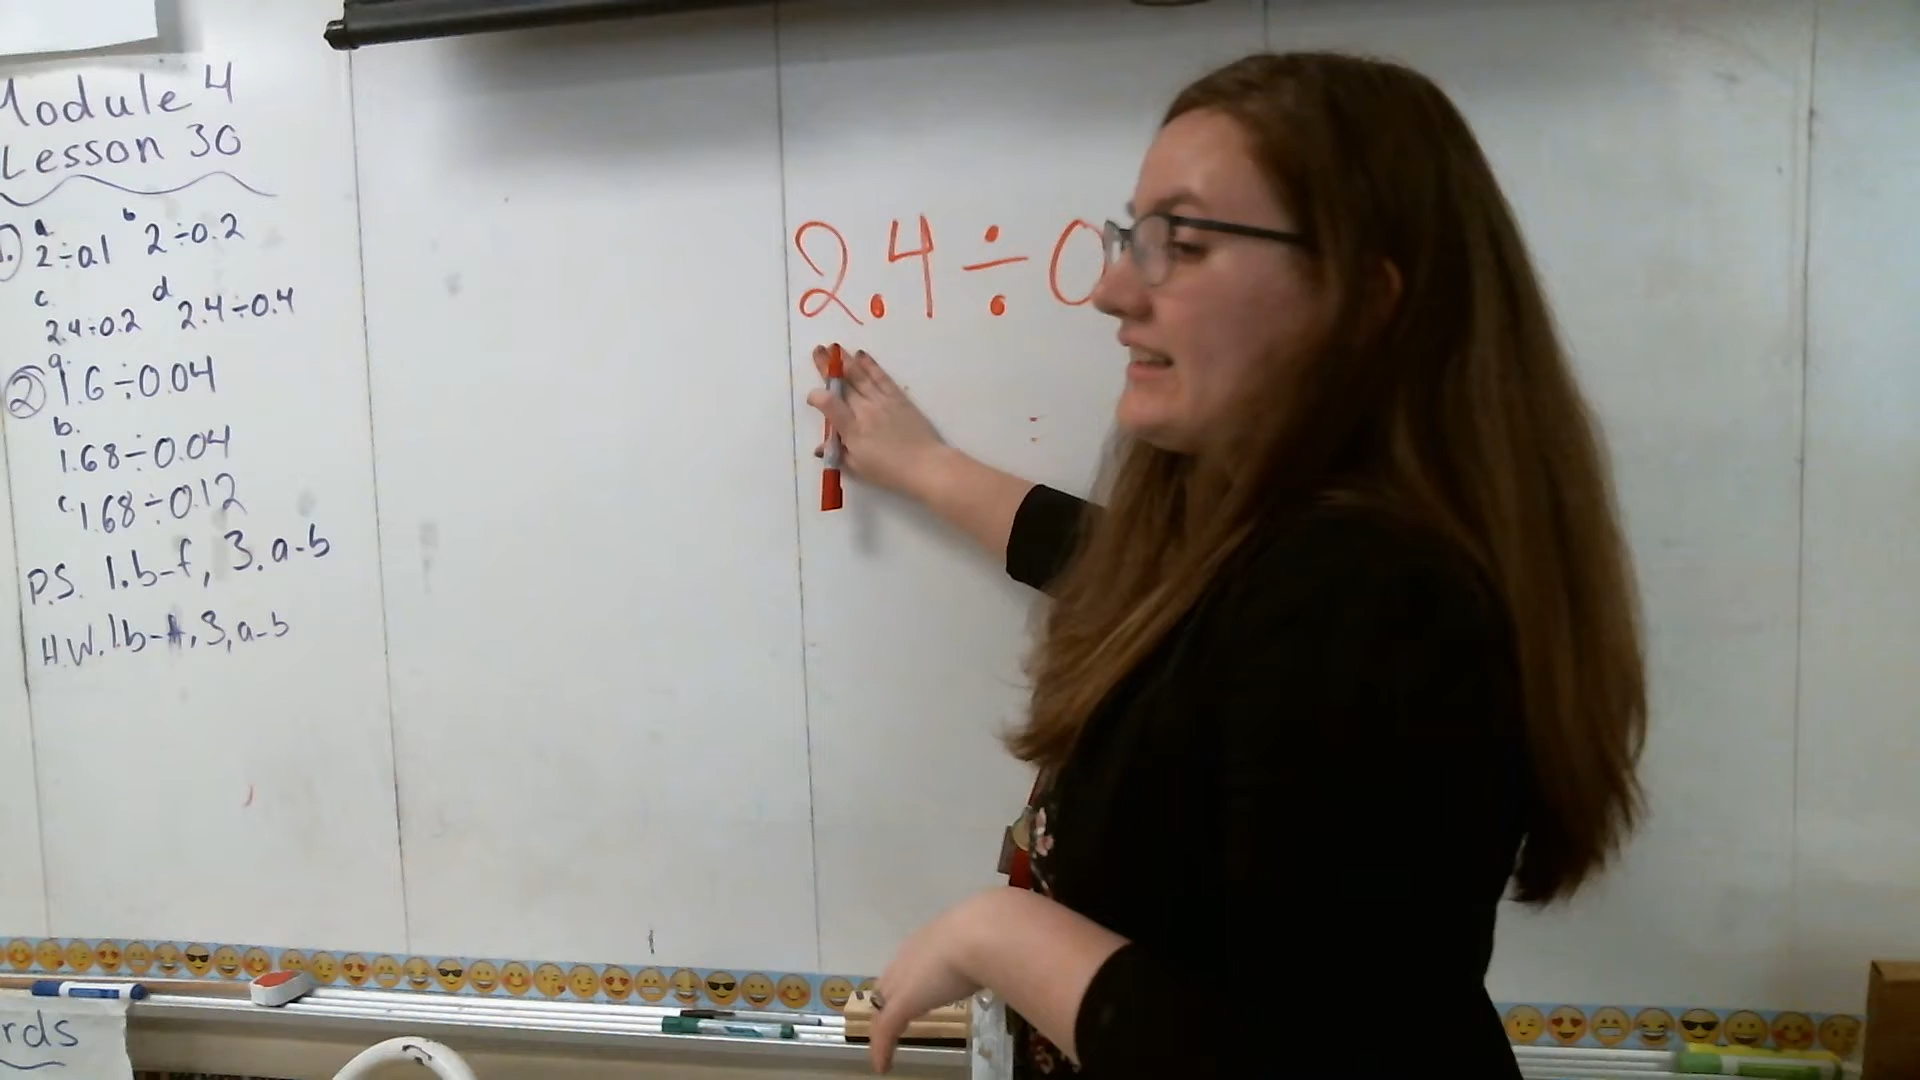 Module 4
Lesson 30
1. a 2÷0.1 b 2÷0.2
c. 2.4÷0.2 d 2.4÷0.4
2 a. 1.6÷0.04
b. 1.68÷0.04
c. 1.68÷0.12
P.S. 1.b-f, 3.a-b
H.W. 1.b- , 3, a-b
2.4÷0
rds